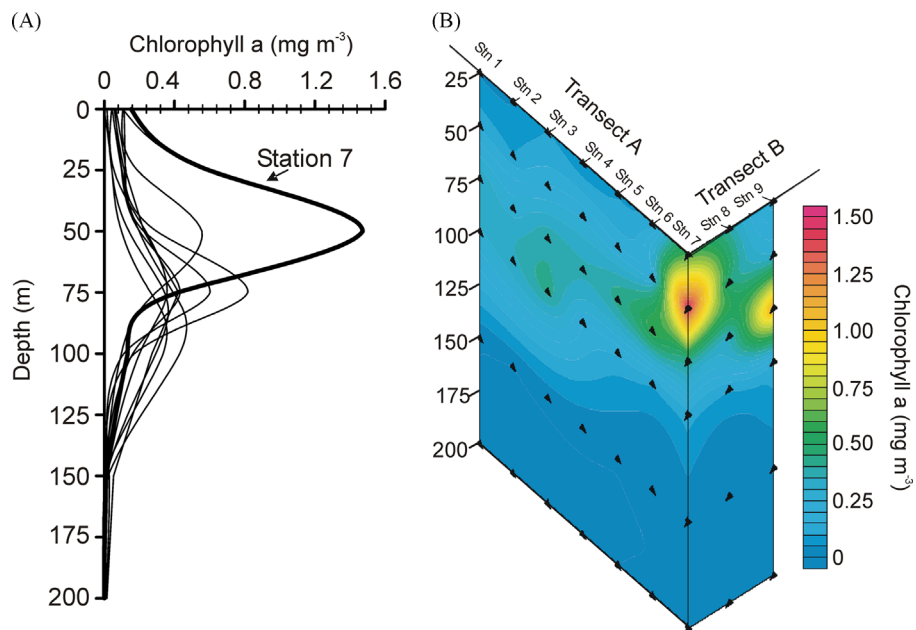 (A)
Chlorophyll a (mg m-3)
0 0.4 0.8 1.2 1.6
0
25
50
75
100
125
150
175
200
Depth (m)
Station 7
(B)
Stn 1
Stn 2
Stn 3
Stn 4
Stn 5
Stn 6
Stn 7
Stn 8
Stn 9
Transect A
Transect B
25
50
75
100
125
150
175
200
1.50
1.25
1.00
0.75
0.50
0.25
0
Chlorophyll a (mg m-3)